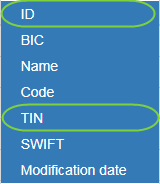 ID
BIC
Name
Code
TIN
SWIFT
Modification date